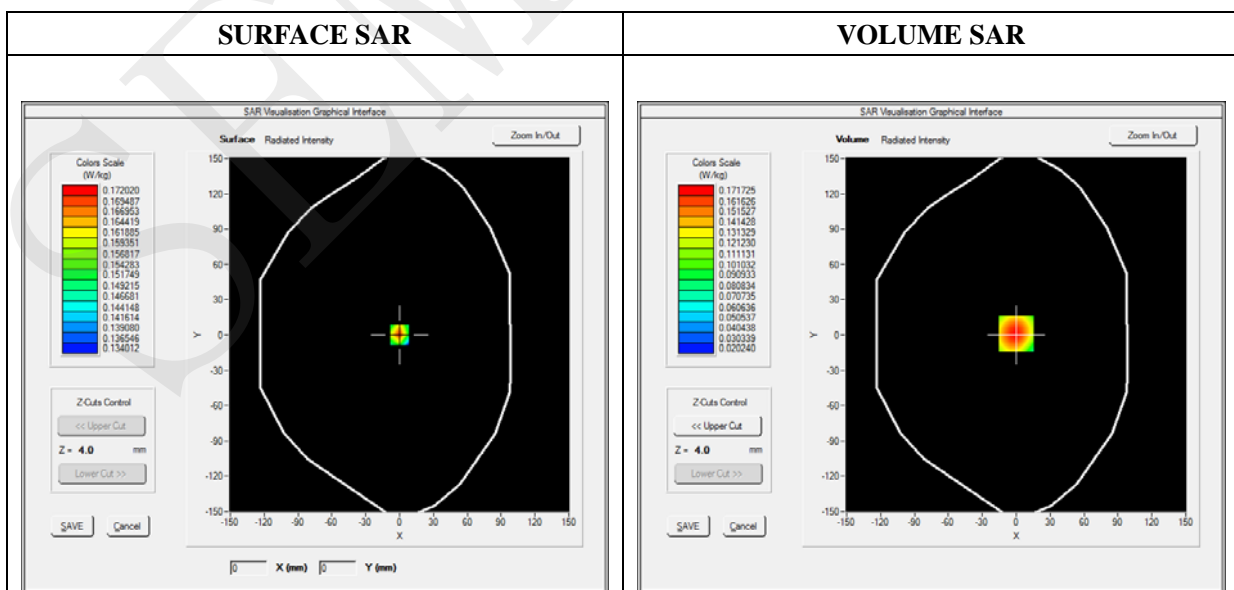 SURFACE SAR
SAR Visualisation Graphical Interface
Surface Radiated Intensity
Zoom In/Out
Colors Scale
(W/kg)
0.172020
0.169487
0.166953
0.164419
0.161885
0.159351
0.156817
0.154283
0.151749
0.149215
0.146681
0.144148
0.141614
0.139080
0.136546
0.134012
Z-Cuts Control
<< Upper Cut
Z = 4.0 mm
Lower Cut >>
SAVE Cancel
150
120
90
60
30
0
-30
-60
-90
-120
-150
Y
-150 -120 -90 -60 -30 0 30 60 90 120 150
X
0 X (mm) 0 Y (mm)
VOLUME SAR
SAR Visualisation Graphical Interface
Volume Radiated Intensity
Zoom In/Out
Colors Scale
(W/kg)
0.171725
0.161626
0.151527
0.141428
0.131329
0.121230
0.111131
0.101032
0.090933
0.080834
0.070735
0.060636
0.050537
0.040438
0.030339
0.020240
Z-Cuts Control
<< Upper Cut
Z = 4.0 mm
Lower Cut >>
SAVE Cancel
150
120
90
60
30
0
-30
-60
-90
-120
-150
Y
-150 -120 -90 -60 -30 0 30 60 90 120 150
X